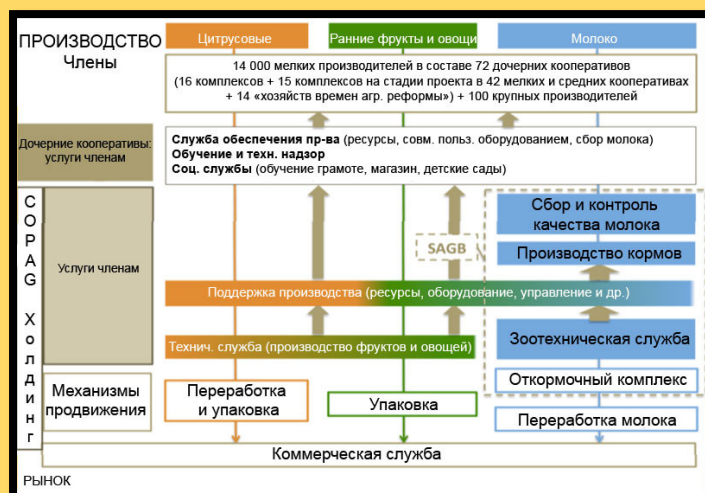 ПРОИЗВОДСТВО
Члены
Цитрусовые
Ранние фрукты и овощи
Молоко
14 000 мелких производителей в составе 72 дочерних кооперативов
(16 комплексов + 15 комплексов на стадии проекта в 42 мелких и средних кооперативах
+ 14 «хозяйств времен агр. реформы») + 100 крупных производителей
Дочерние кооперативы:
услуги членам
Служба обеспечения пр-ва (ресурсы, совм. польз. оборудованием, сбор молока)
Обучение и техн. надзор
Соц. службы (обучение грамоте, магазин, детские сады)
COPAG Холдинг
Услуги членам
SAGB
Сбор и контроль
качества молока
Производство кормов
Поддержка производства (ресурсы, оборудование, управление и др.)
Технич. служба (производство фруктов и овощей)
Зоотехническая служба
Откормочный комплекс
Механизмы
продвижения
Переработка
и упаковка
Упаковка
Переработка молока
Коммерческая служба
РЫНОК